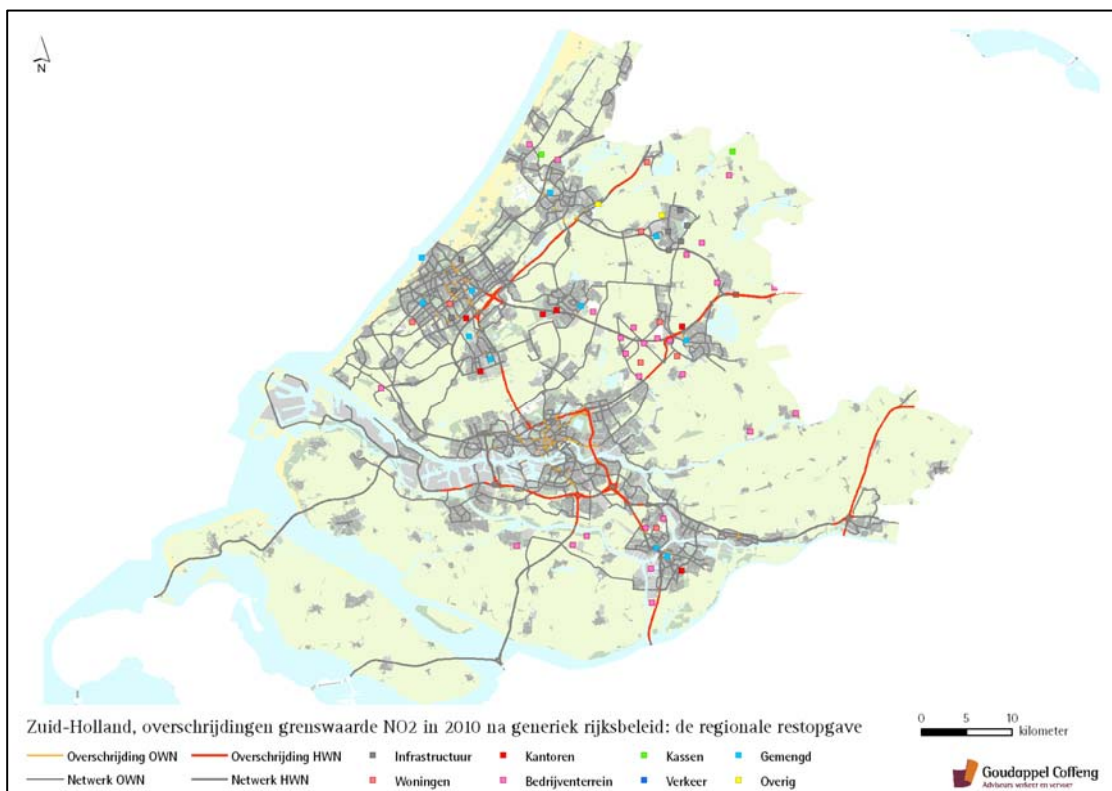 N
Zuid-Holland, overschrijdingen grenswaarde NO2 in 2010 na generiek rijksbeleid: de regionale restopgave
0 5 10
kilometer
Overschrijding OWN Overschrijding HWN Infrastructuur Kantoren Kassen Gemengd
Netwerk OWN Netwerk HWN Woningen Bedrijventerrein Verkeer Overig
Goudappel Coffeng
Adviseurs verkeer en vervoer